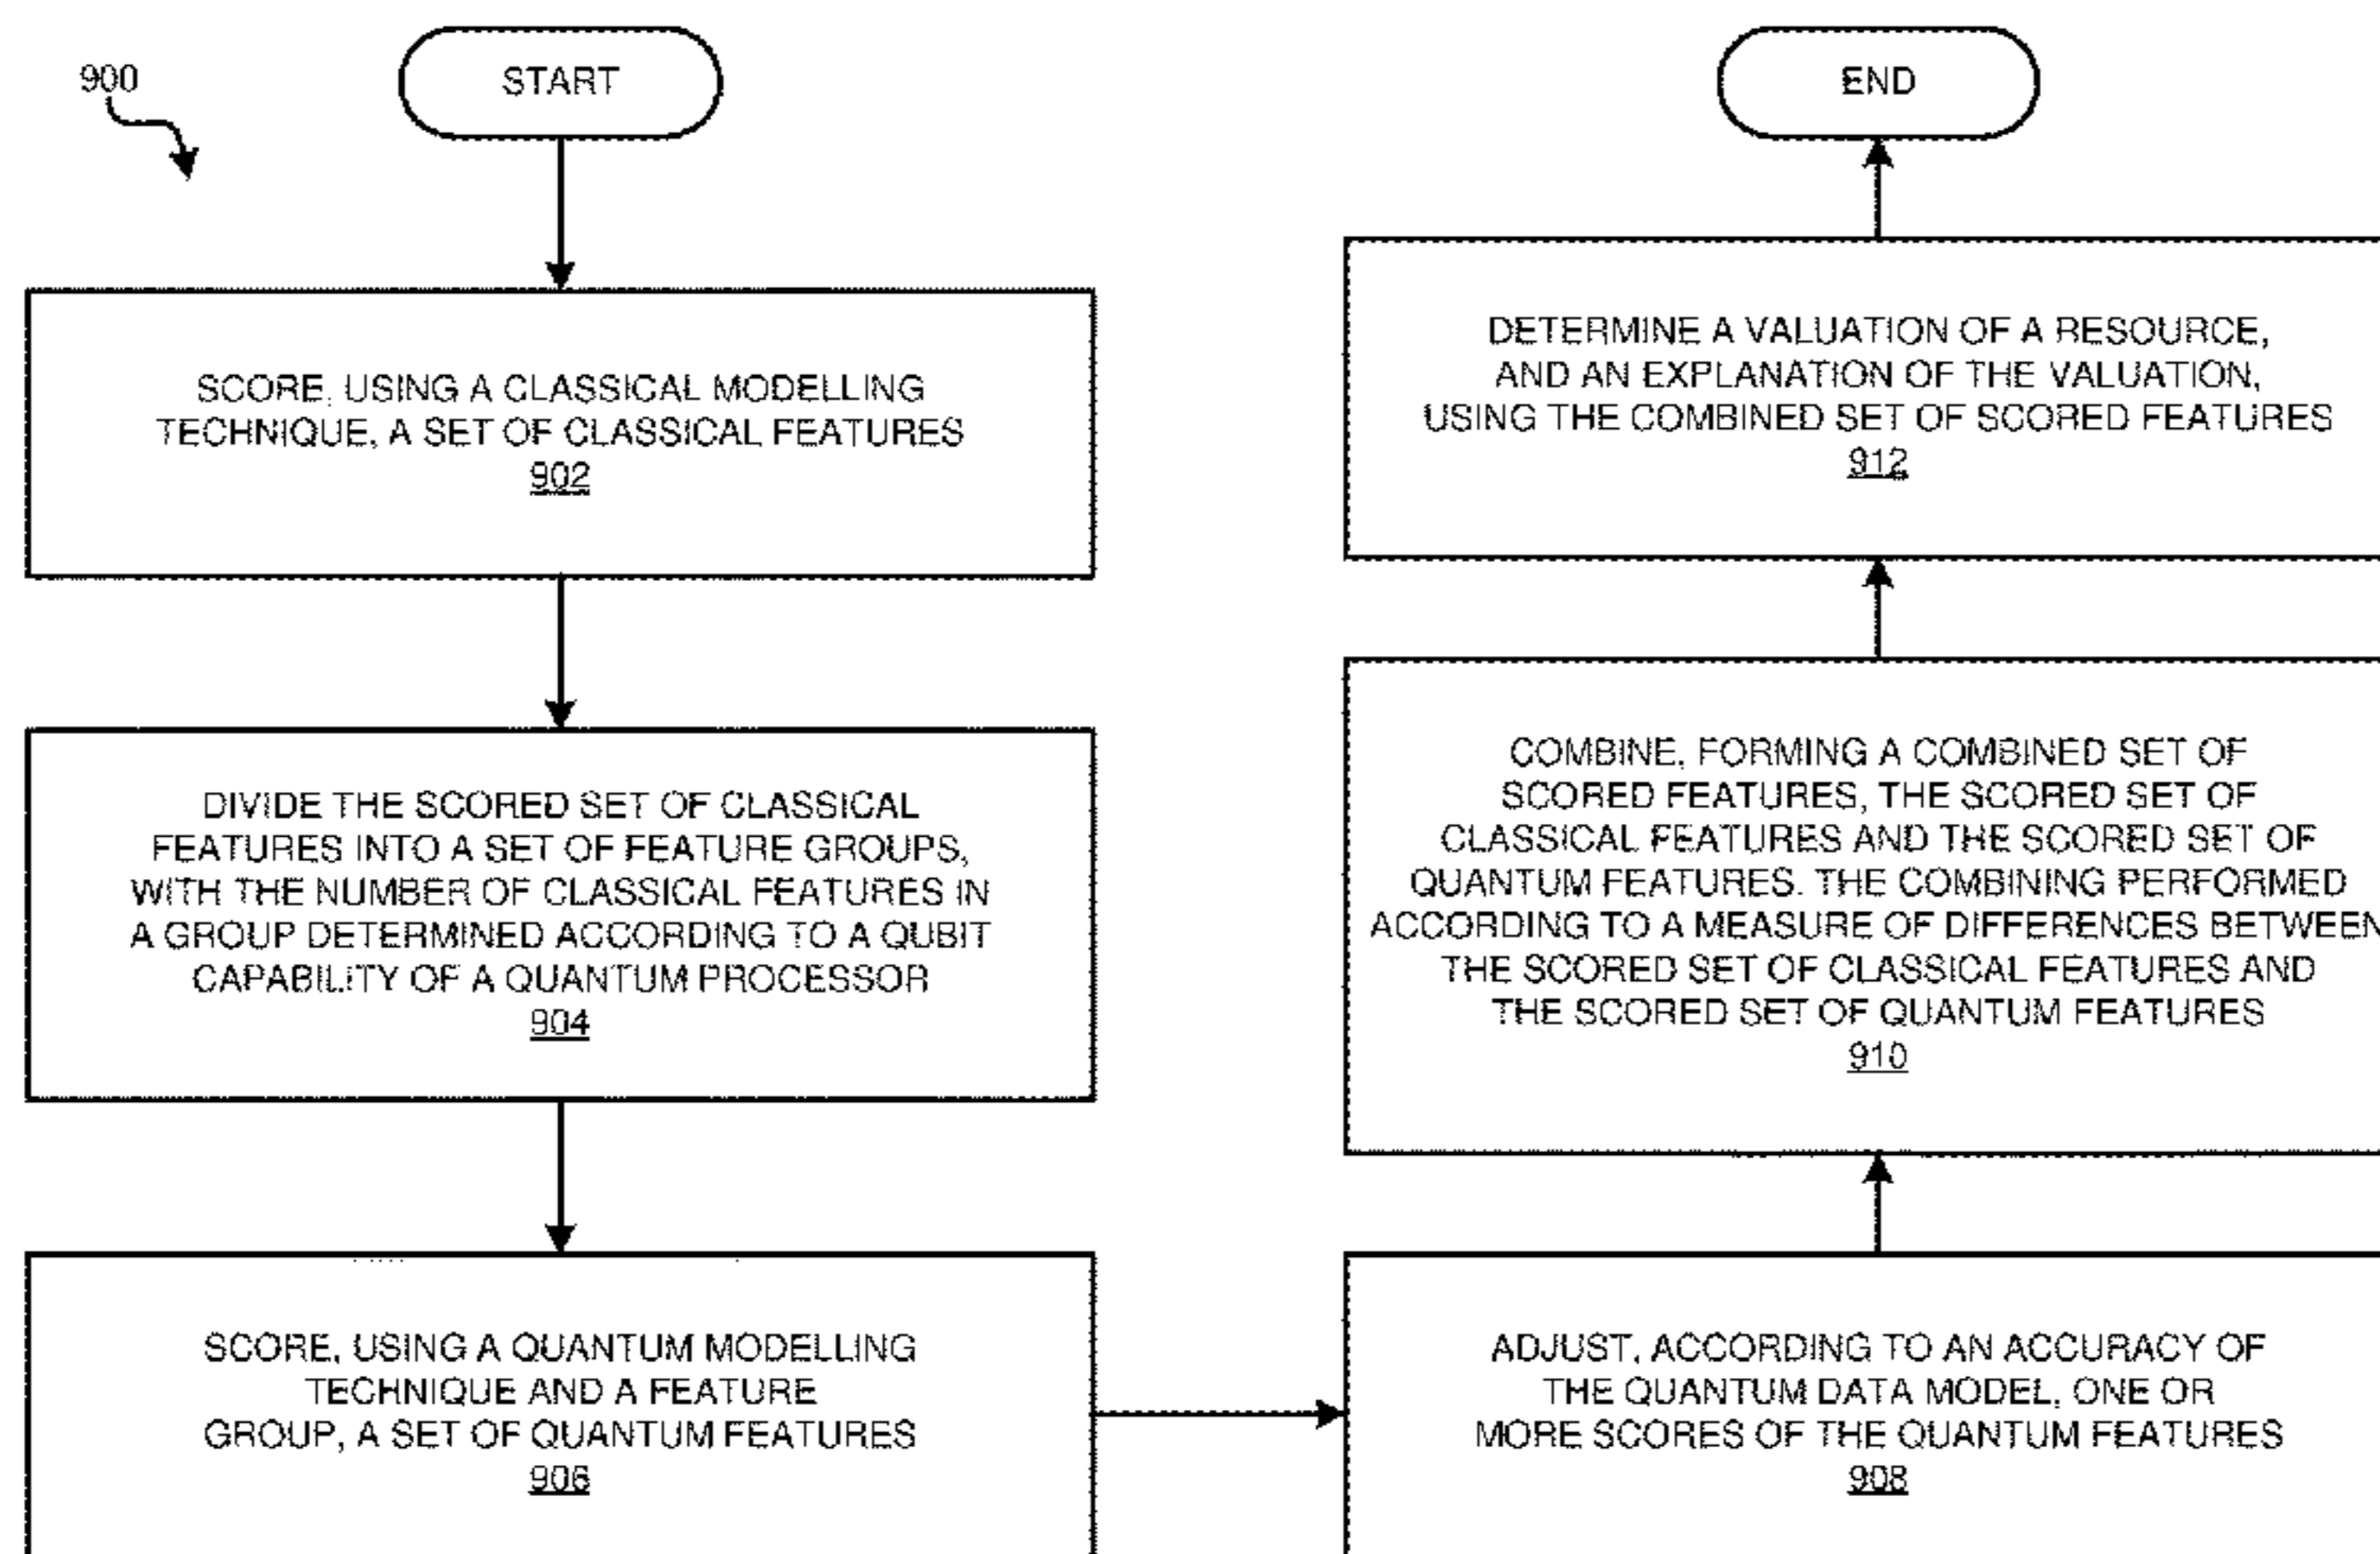 900
START
SCORE, USING A CLASSICAL MODELLING
TECHNIQUE, A SET OF CLASSICAL FEATURES
902
DIVIDE THE SCORED SET OF CLASSICAL
FEATURES INTO A SET OF FEATURE GROUPS,
WITH THE NUMBER OF CLASSICAL FEATURES IN
A GROUP DETERMINED ACCORDING TO A QUBIT
CAPABILITY OF A QUANTUM PROCESSOR
904
SCORE, USING A QUANTUM MODELLING
TECHNIQUE AND A FEATURE
GROUP, A SET OF QUANTUM FEATURES
906
ADJUST, ACCORDING TO AN ACCURACY OF
THE QUANTUM DATA MODEL, ONE OR
MORE SCORES OF THE QUANTUM FEATURES
908
COMBINE, FORMING A COMBINED SET OF
SCORED FEATURES, THE SCORED SET OF
CLASSICAL FEATURES AND THE SCORED SET OF
QUANTUM FEATURES. THE COMBINING PERFORMED
ACCORDING TO A MEASURE OF DIFFERENCES BETWEEN
THE SCORED SET OF CLASSICAL FEATURES AND
THE SCORED SET OF QUANTUM FEATURES
910
DETERMINE A VALUATION OF A RESOURCE,
AND AN EXPLANATION OF THE VALUATION,
USING THE COMBINED SET OF SCORED FEATURES
912
END